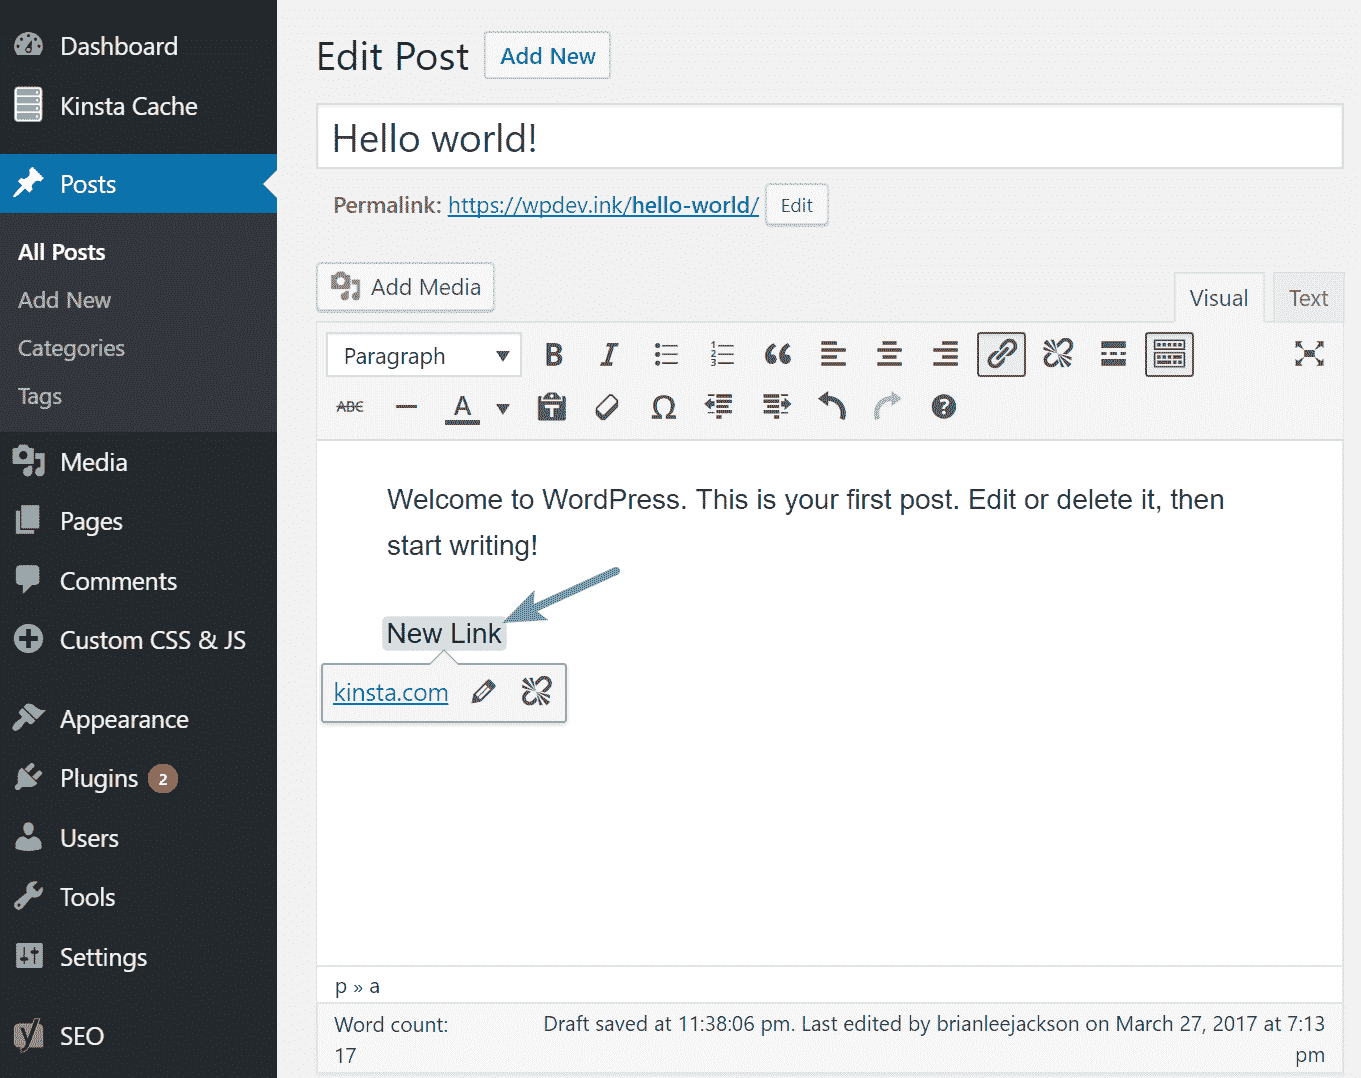 Dashboard
Kinsta Cache
Posts
All Posts
Add New
Categories
Tags
Media
Pages
Comments
Custom CSS & JS
Appearance
Plugins 2
Users
Tools
Settings
SEO
Edit Post Add New
Hello world!
Permalink: https://wpdev.ink/hello-world/ Edit
Add Media
Visual Text
Paragraph B I
ABC A Ω
Welcome to WordPress. This is your first post. Edit or delete it, then
start writing!
New Link
kinsta.com
p » a
Word count: Draft saved at 11:38:06 pm. Last edited by brianleejackson on March 27, 2017 at 7:13
17 pm